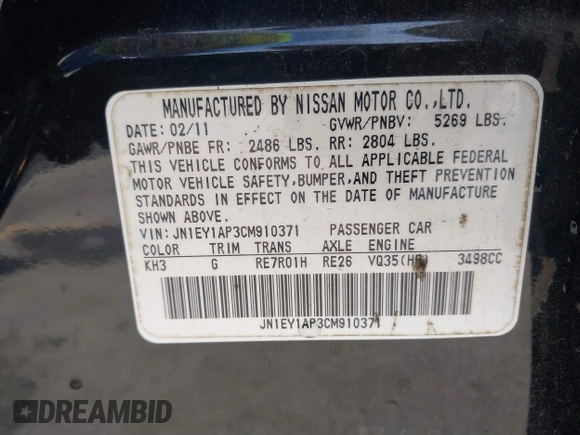 MANUFACTURED BY NISSAN MOTOR CO.,LTD.
DATE: 02/11 GVWR/PNBV: 5269 LBS.
GAWR/PNBE FR: 2486 LBS. RR: 2804 LBS.
THIS VEHICLE CONFORMS TO ALL APPLICABLE FEDERAL
MOTOR VEHICLE SAFETY,BUMPER,AND THEFT PREVENTION
STANDARDS IN EFFECT ON THE DATE OF MANUFACTURE
SHOWN ABOVE.
VIN: JN1EY1AP3CM910371 PASSENGER CAR
COLOR TRIM TRANS AXLE ENGINE
KH3 G RE7R01H RE26 VQ35(HR) 3498CC
JN1EY1AP3CM910371
DREAMBID